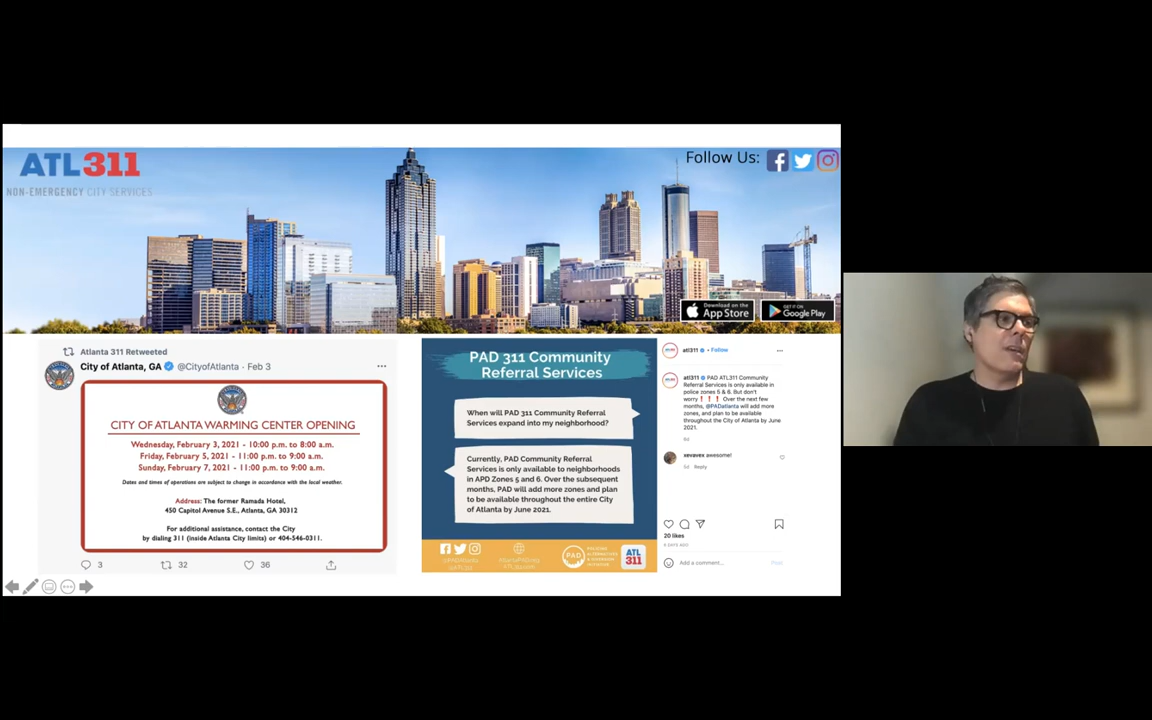 ATL311
NON-EMERGENCY CITY SERVICES
Follow Us:
Download on the
App Store
GET IT ON
Google Play
Atlanta 311 Retweeted
City of Atlanta, GA @CityofAtlanta · Feb 3
CITY OF ATLANTA WARMING CENTER OPENING
Wednesday, February 3, 2021 - 10:00 p.m. to 8:00 a.m.
Friday, February 5, 2021 - 11:00 p.m. to 9:00 a.m.
Sunday, February 7, 2021 - 11:00 p.m. to 9:00 a.m.
Dates and times of operations are subject to change in accordance with the local weather.
Address: The former Ramada Hotel,
450 Capitol Avenue S.E., Atlanta, GA 30312
For additional assistance, contact the City
by dialing 311 (inside Atlanta City limits) or 404-546-0311.
3
32
36
PAD 311 Community
Referral Services
When will PAD 311 Community Referral
Services expand into my neighborhood?
Currently, PAD Community Referral
Services is only available to neighborhoods
in APD Zones 5 and 6. Over the subsequent
months, PAD will add more zones and plan
to be available throughout the entire City
of Atlanta by June 2021.
PAD
ATL
311
atl311 • Follow
atl311 PAD ATL311 Community
Referral Services is only available in
police zones 5 & 6. But don't
worry❗❗❗ Over the next few
months, @PADatlanta will add more
zones, and plan to be available
throughout the City of Atlanta by June
2021.
xevavex awesome!
Reply
20 likes
Add a comment...
Post